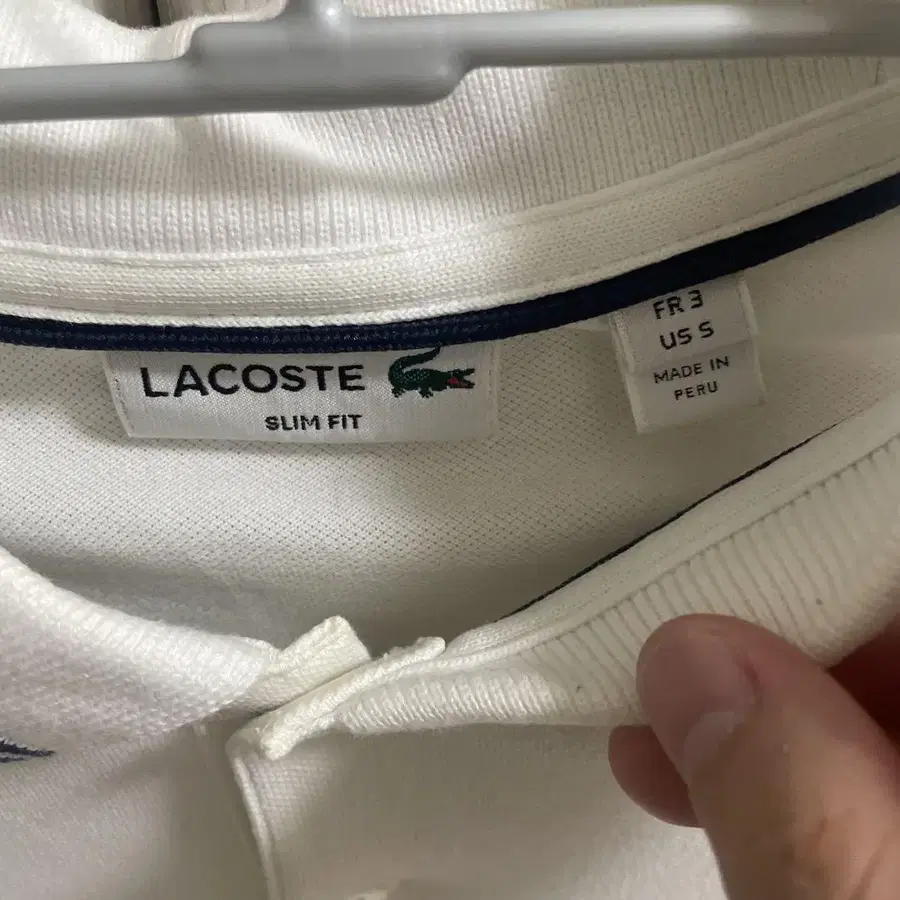 LACOSTE
SLIM FIT
FR 3
US S
MADE IN
PERU